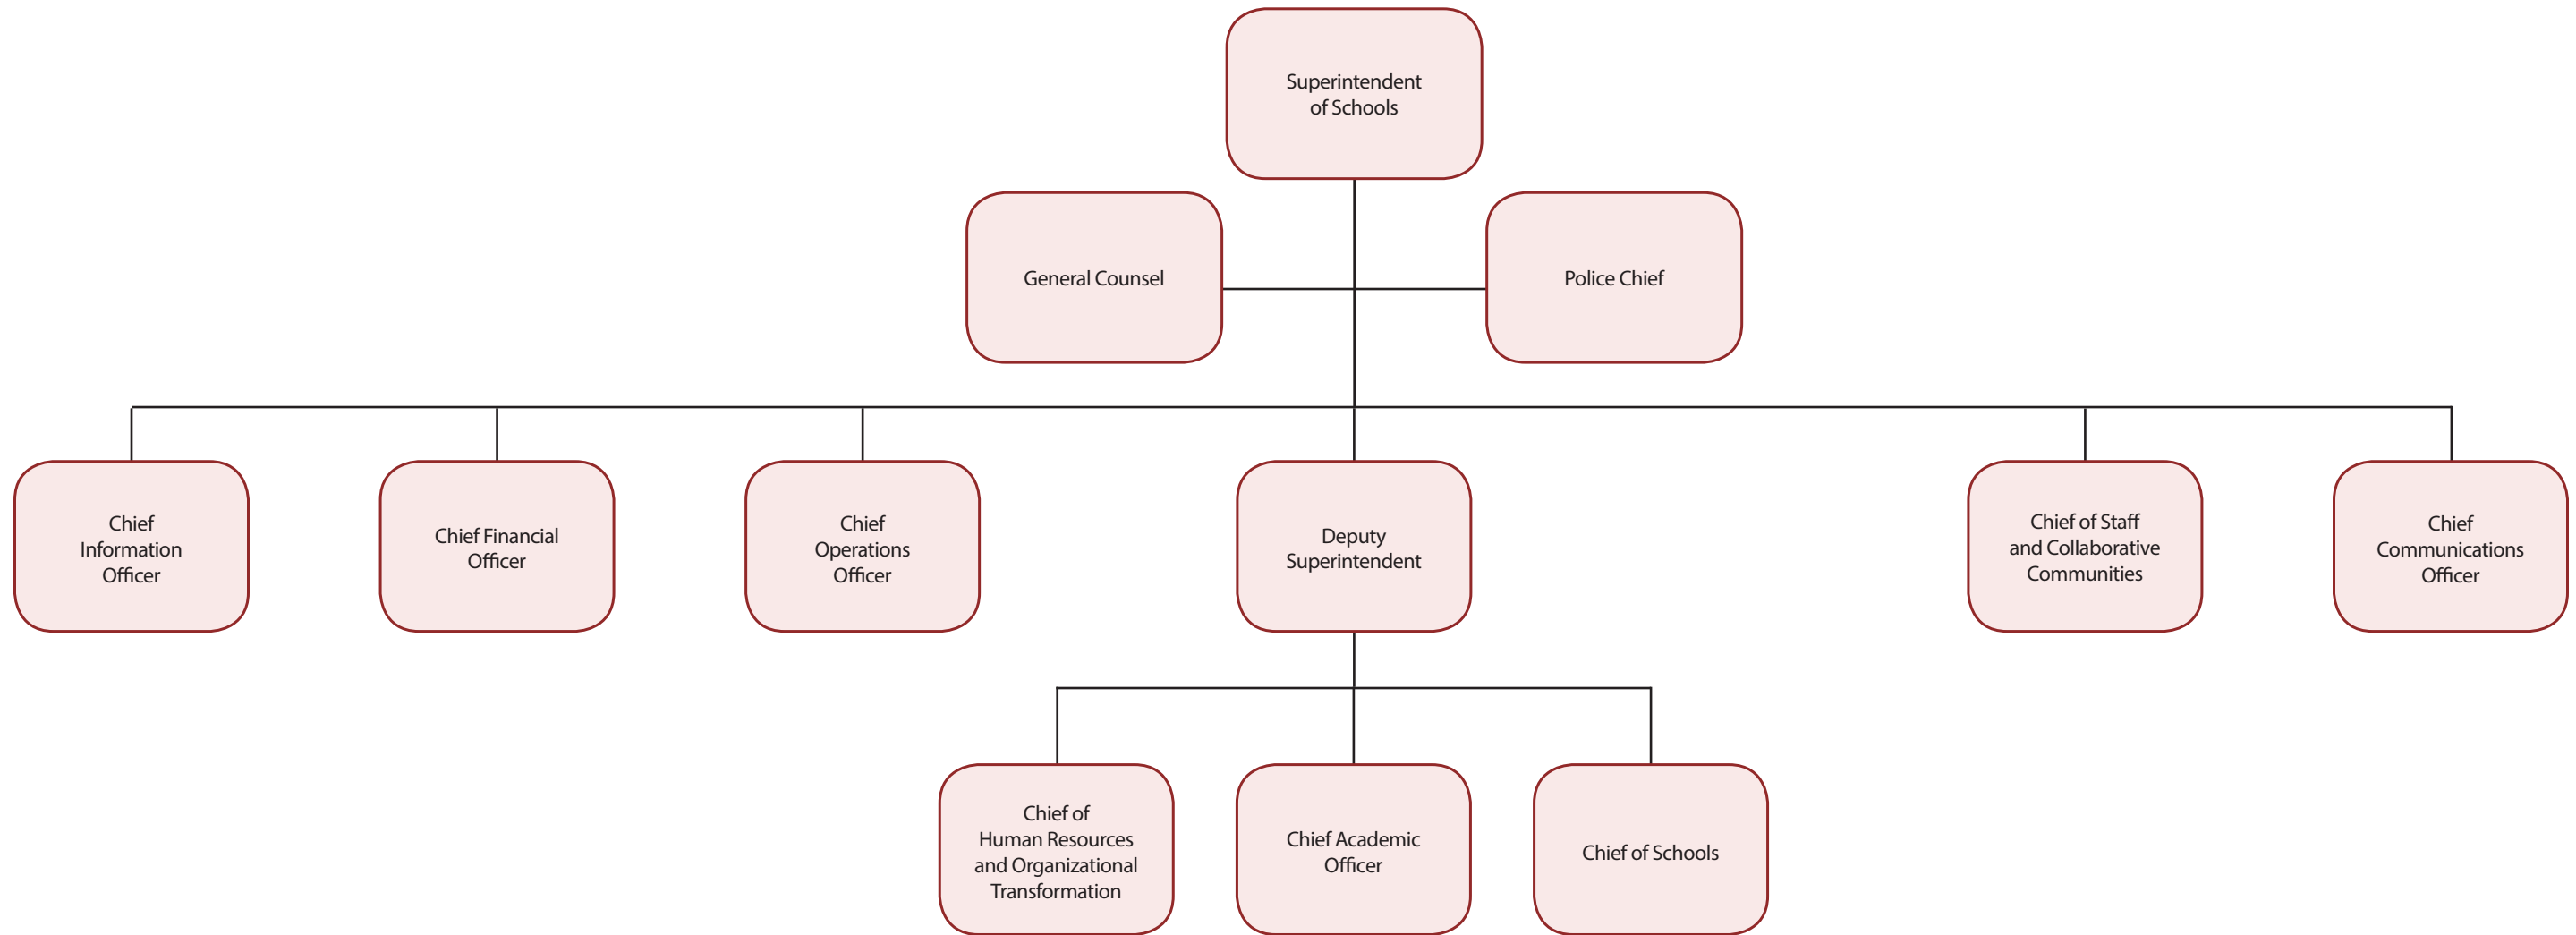 Superintendent
of Schools
General Counsel
Police Chief
Chief
Information
Officer
Chief Financial
Officer
Chief
Operations
Officer
Deputy
Superintendent
Chief of Staff
and Collaborative
Communities
Chief
Communications
Officer
Chief of
Human Resources
and Organizational
Transformation
Chief Academic
Officer
Chief of Schools